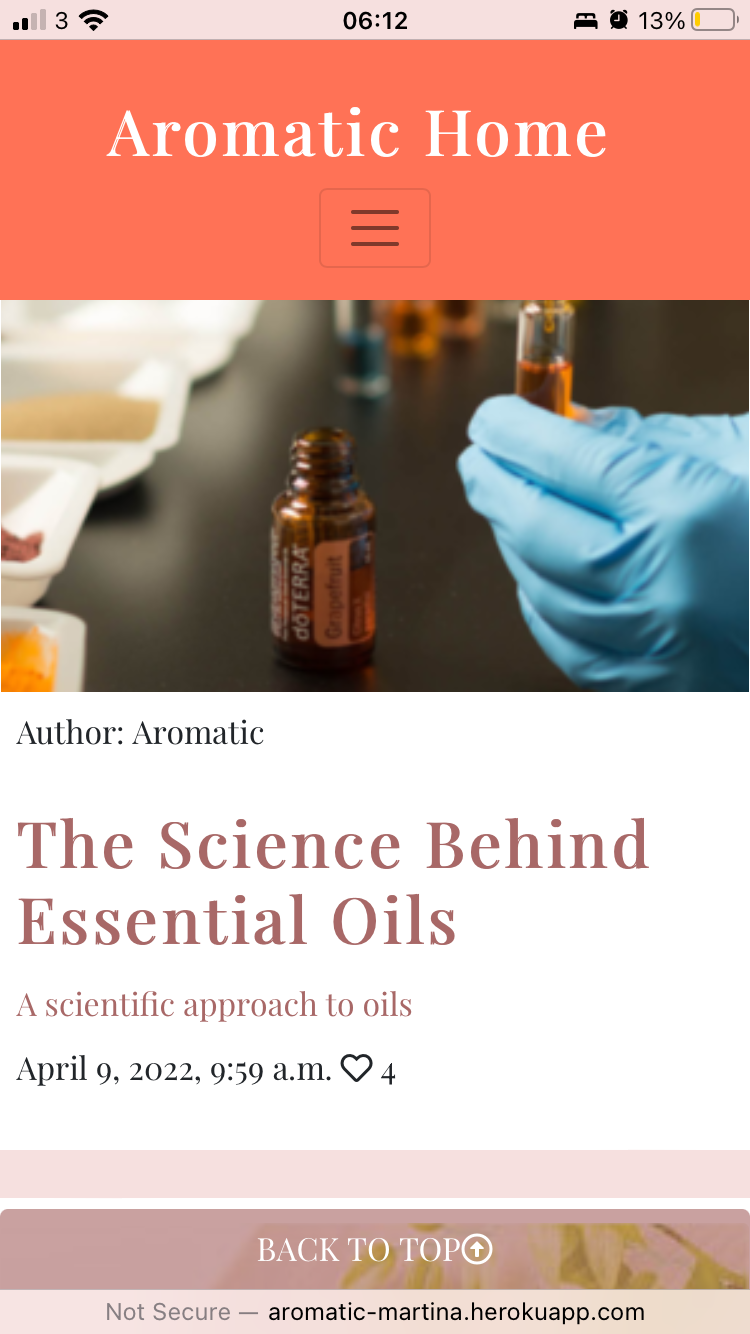 3 06:12 13%
Aromatic Home
dōTERRA
Grapefruit
Author: Aromatic
The Science Behind
Essential Oils
A scientific approach to oils
April 9, 2022, 9:59 a.m. 4
BACK TO TOP
Not Secure — aromatic-martina.herokuapp.com